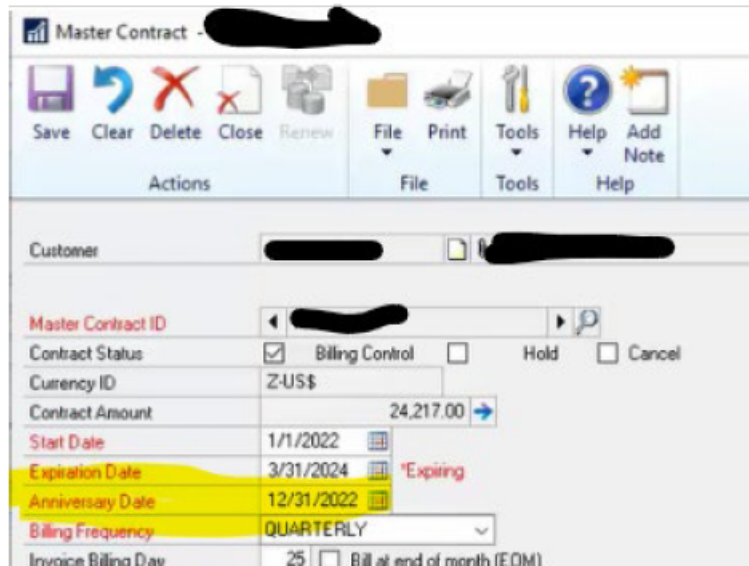 Master Contract -
Save Clear Delete Close Renew File Print Tools Help Add Note
Actions File Tools Help
Customer
Master Contract ID
Contract Status Billing Control Hold Cancel
Currency ID Z-US$
Contract Amount 24,217.00
Start Date 1/1/2022
Expiration Date 3/31/2024 *Expiring
Anniversary Date 12/31/2022
Billing Frequency QUARTERLY
Invoice Billing Day 25 Bill at end of month (EOM)